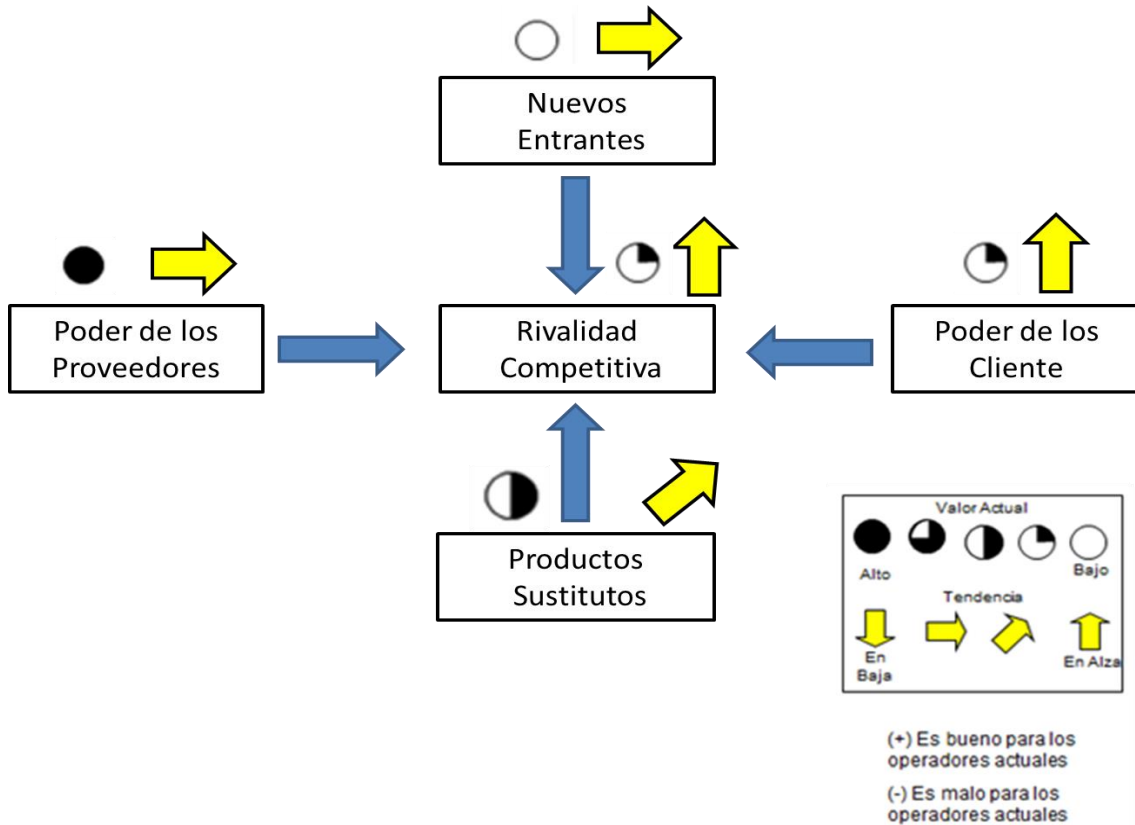 Nuevos
Entrantes
Poder de los
Proveedores
Rivalidad
Competitiva
Poder de los
Cliente
Productos
Sustitutos
Valor Actual
Alto
Bajo
Tendencia
En
Baja
En Alza
(+) Es bueno para los
operadores actuales
(-) Es malo para los
operadores actuales